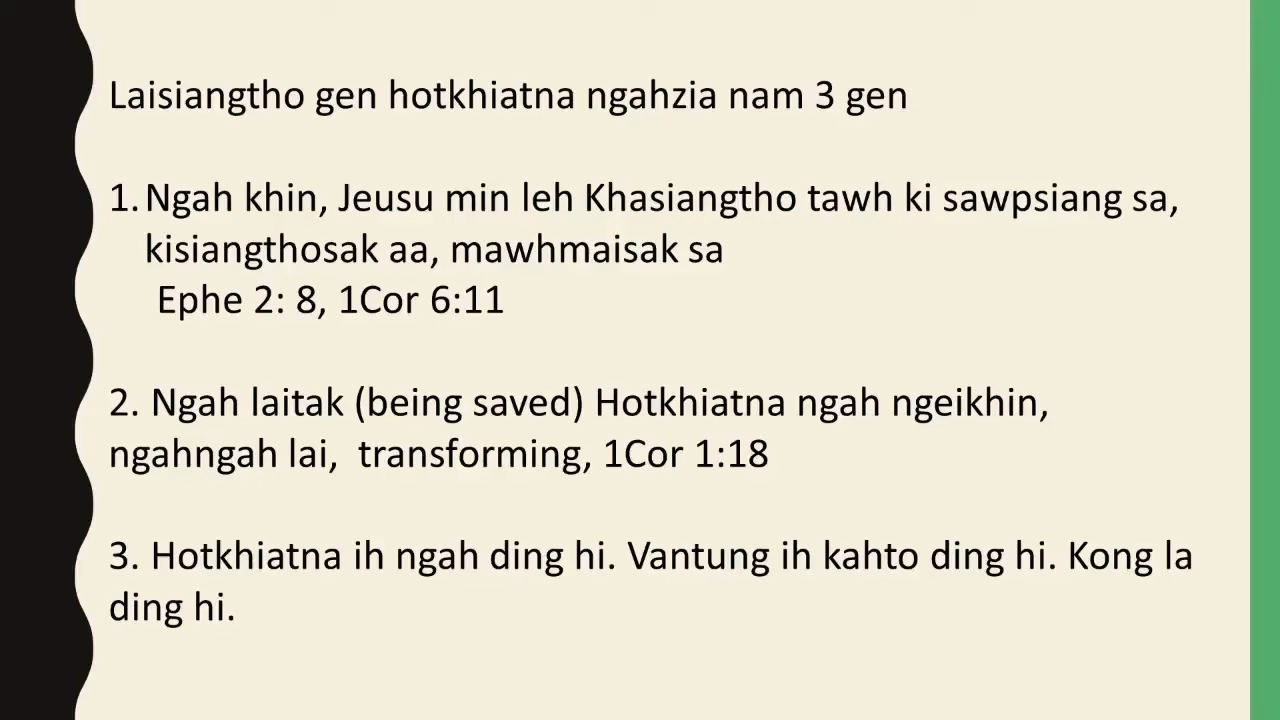 Laisiangtho gen hotkhiatna ngahzia nam 3 gen
1. Ngah khin, Jeusu min leh Khasiangtho tawh ki sawpsiang sa,
kisiangthosak aa, mawhmaisak sa
Ephe 2: 8, 1Cor 6:11
2. Ngah laitak (being saved) Hotkhiatna ngah ngeikhin,
ngahngah lai,  transforming, 1Cor 1:18
3. Hotkhiatna ih ngah ding hi. Vantung ih kahto ding hi. Kong la
ding hi.